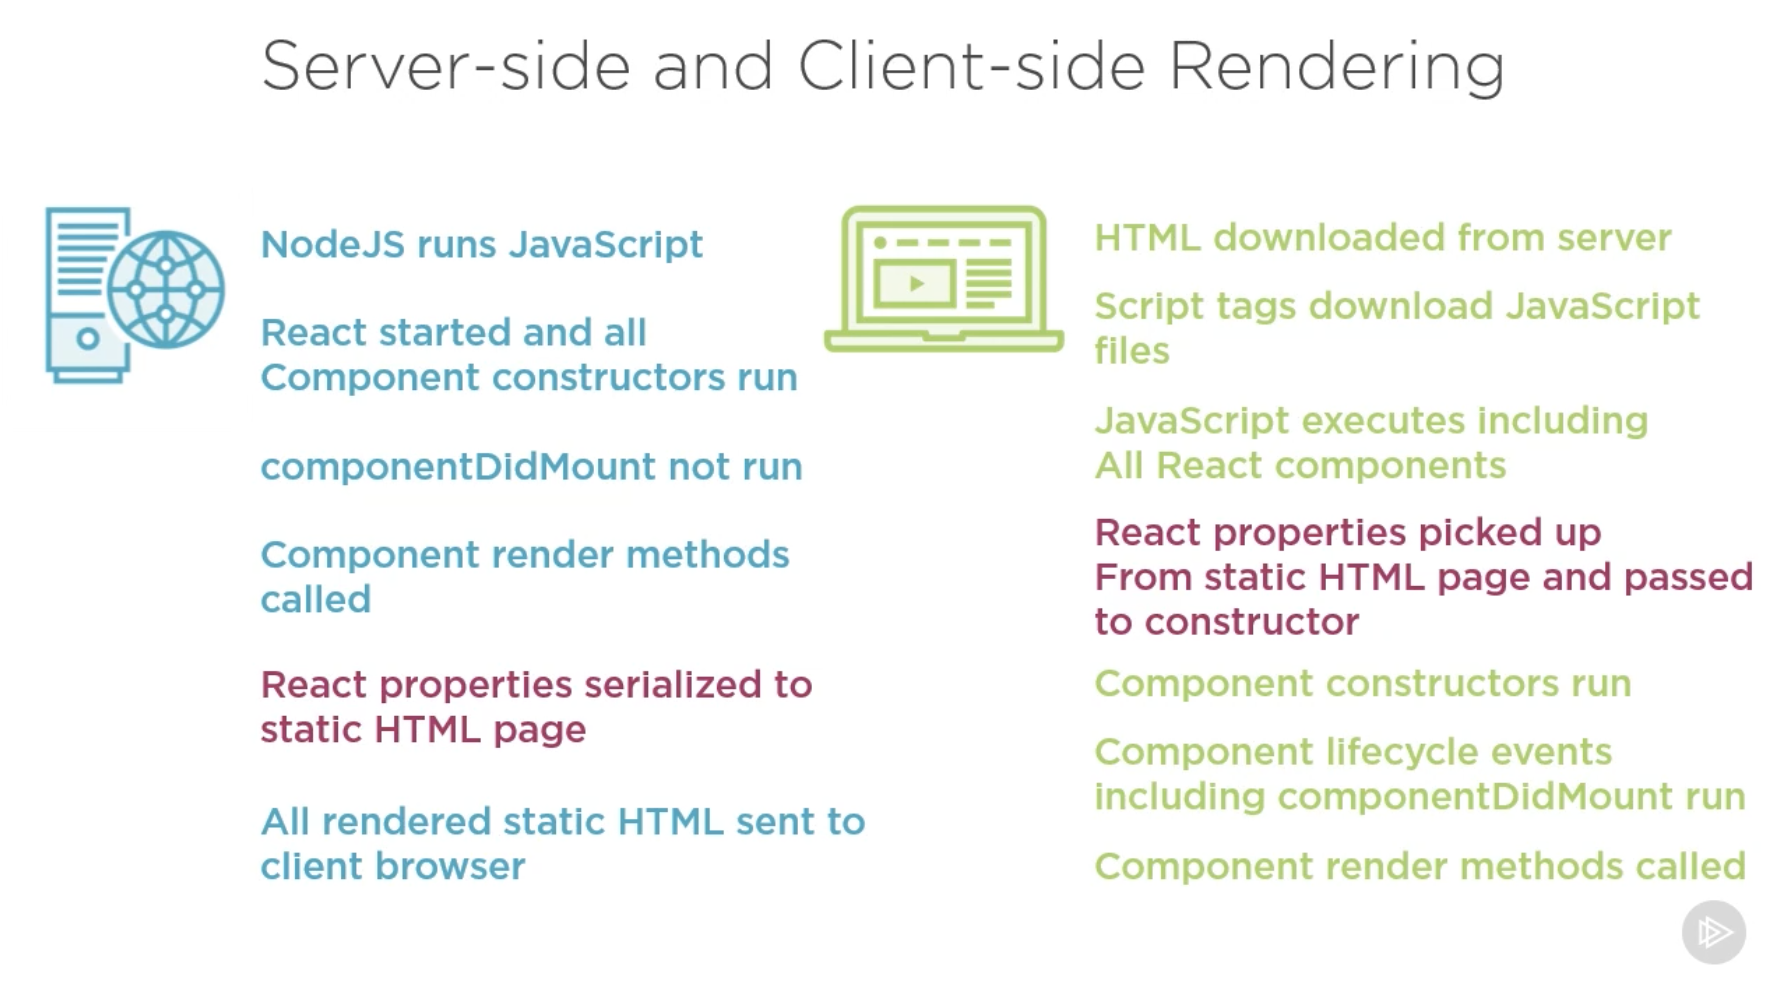 Server-side and Client-side Rendering
NodeJS runs JavaScript
React started and all
Component constructors run
componentDidMount not run
Component render methods
called
React properties serialized to
static HTML page
All rendered static HTML sent to
client browser
HTML downloaded from server
Script tags download JavaScript
files
JavaScript executes including
All React components
React properties picked up
From static HTML page and passed
to constructor
Component constructors run
Component lifecycle events
including componentDidMount run
Component render methods called